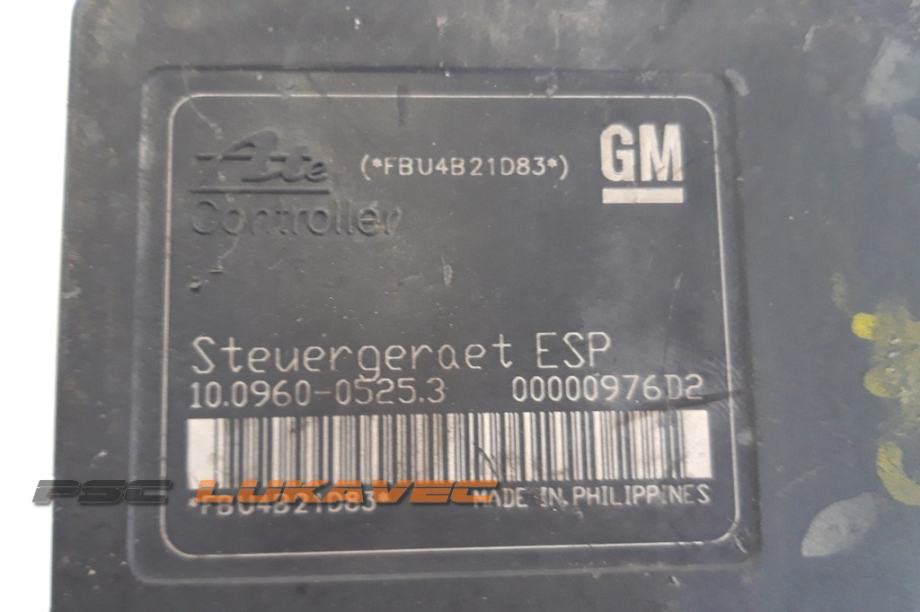 Ate (*FBU4B21D83*) GM
Controller
Steuergeraet ESP
10.0960-0525.3 00000976D2
PSC LUKAVEC
*FBU4B21D83* MADE IN PHILIPPINES